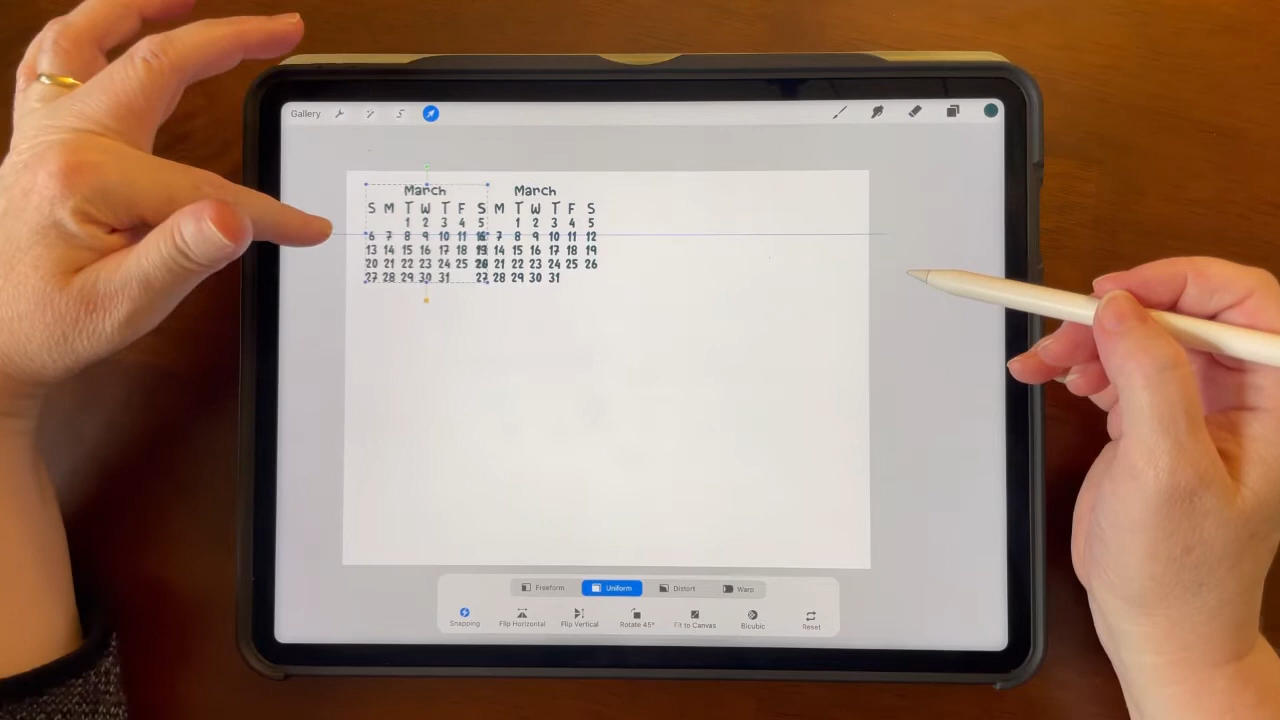 Gallery
March March
S M T W T F S M T W T F S
1 2 3 4 5 1 2 3 4 5
6 7 8 9 10 11 7 8 9 10 11 12
13 14 15 16 17 18 14 15 16 17 18 19
20 21 22 23 24 25 21 22 23 24 25 26
27 28 29 30 31 27 28 29 30 31
Freeform Uniform Distort Warp
Snapping Flip Horizontal Flip Vertical Rotate 45° Fit to Canvas Bicubic Reset